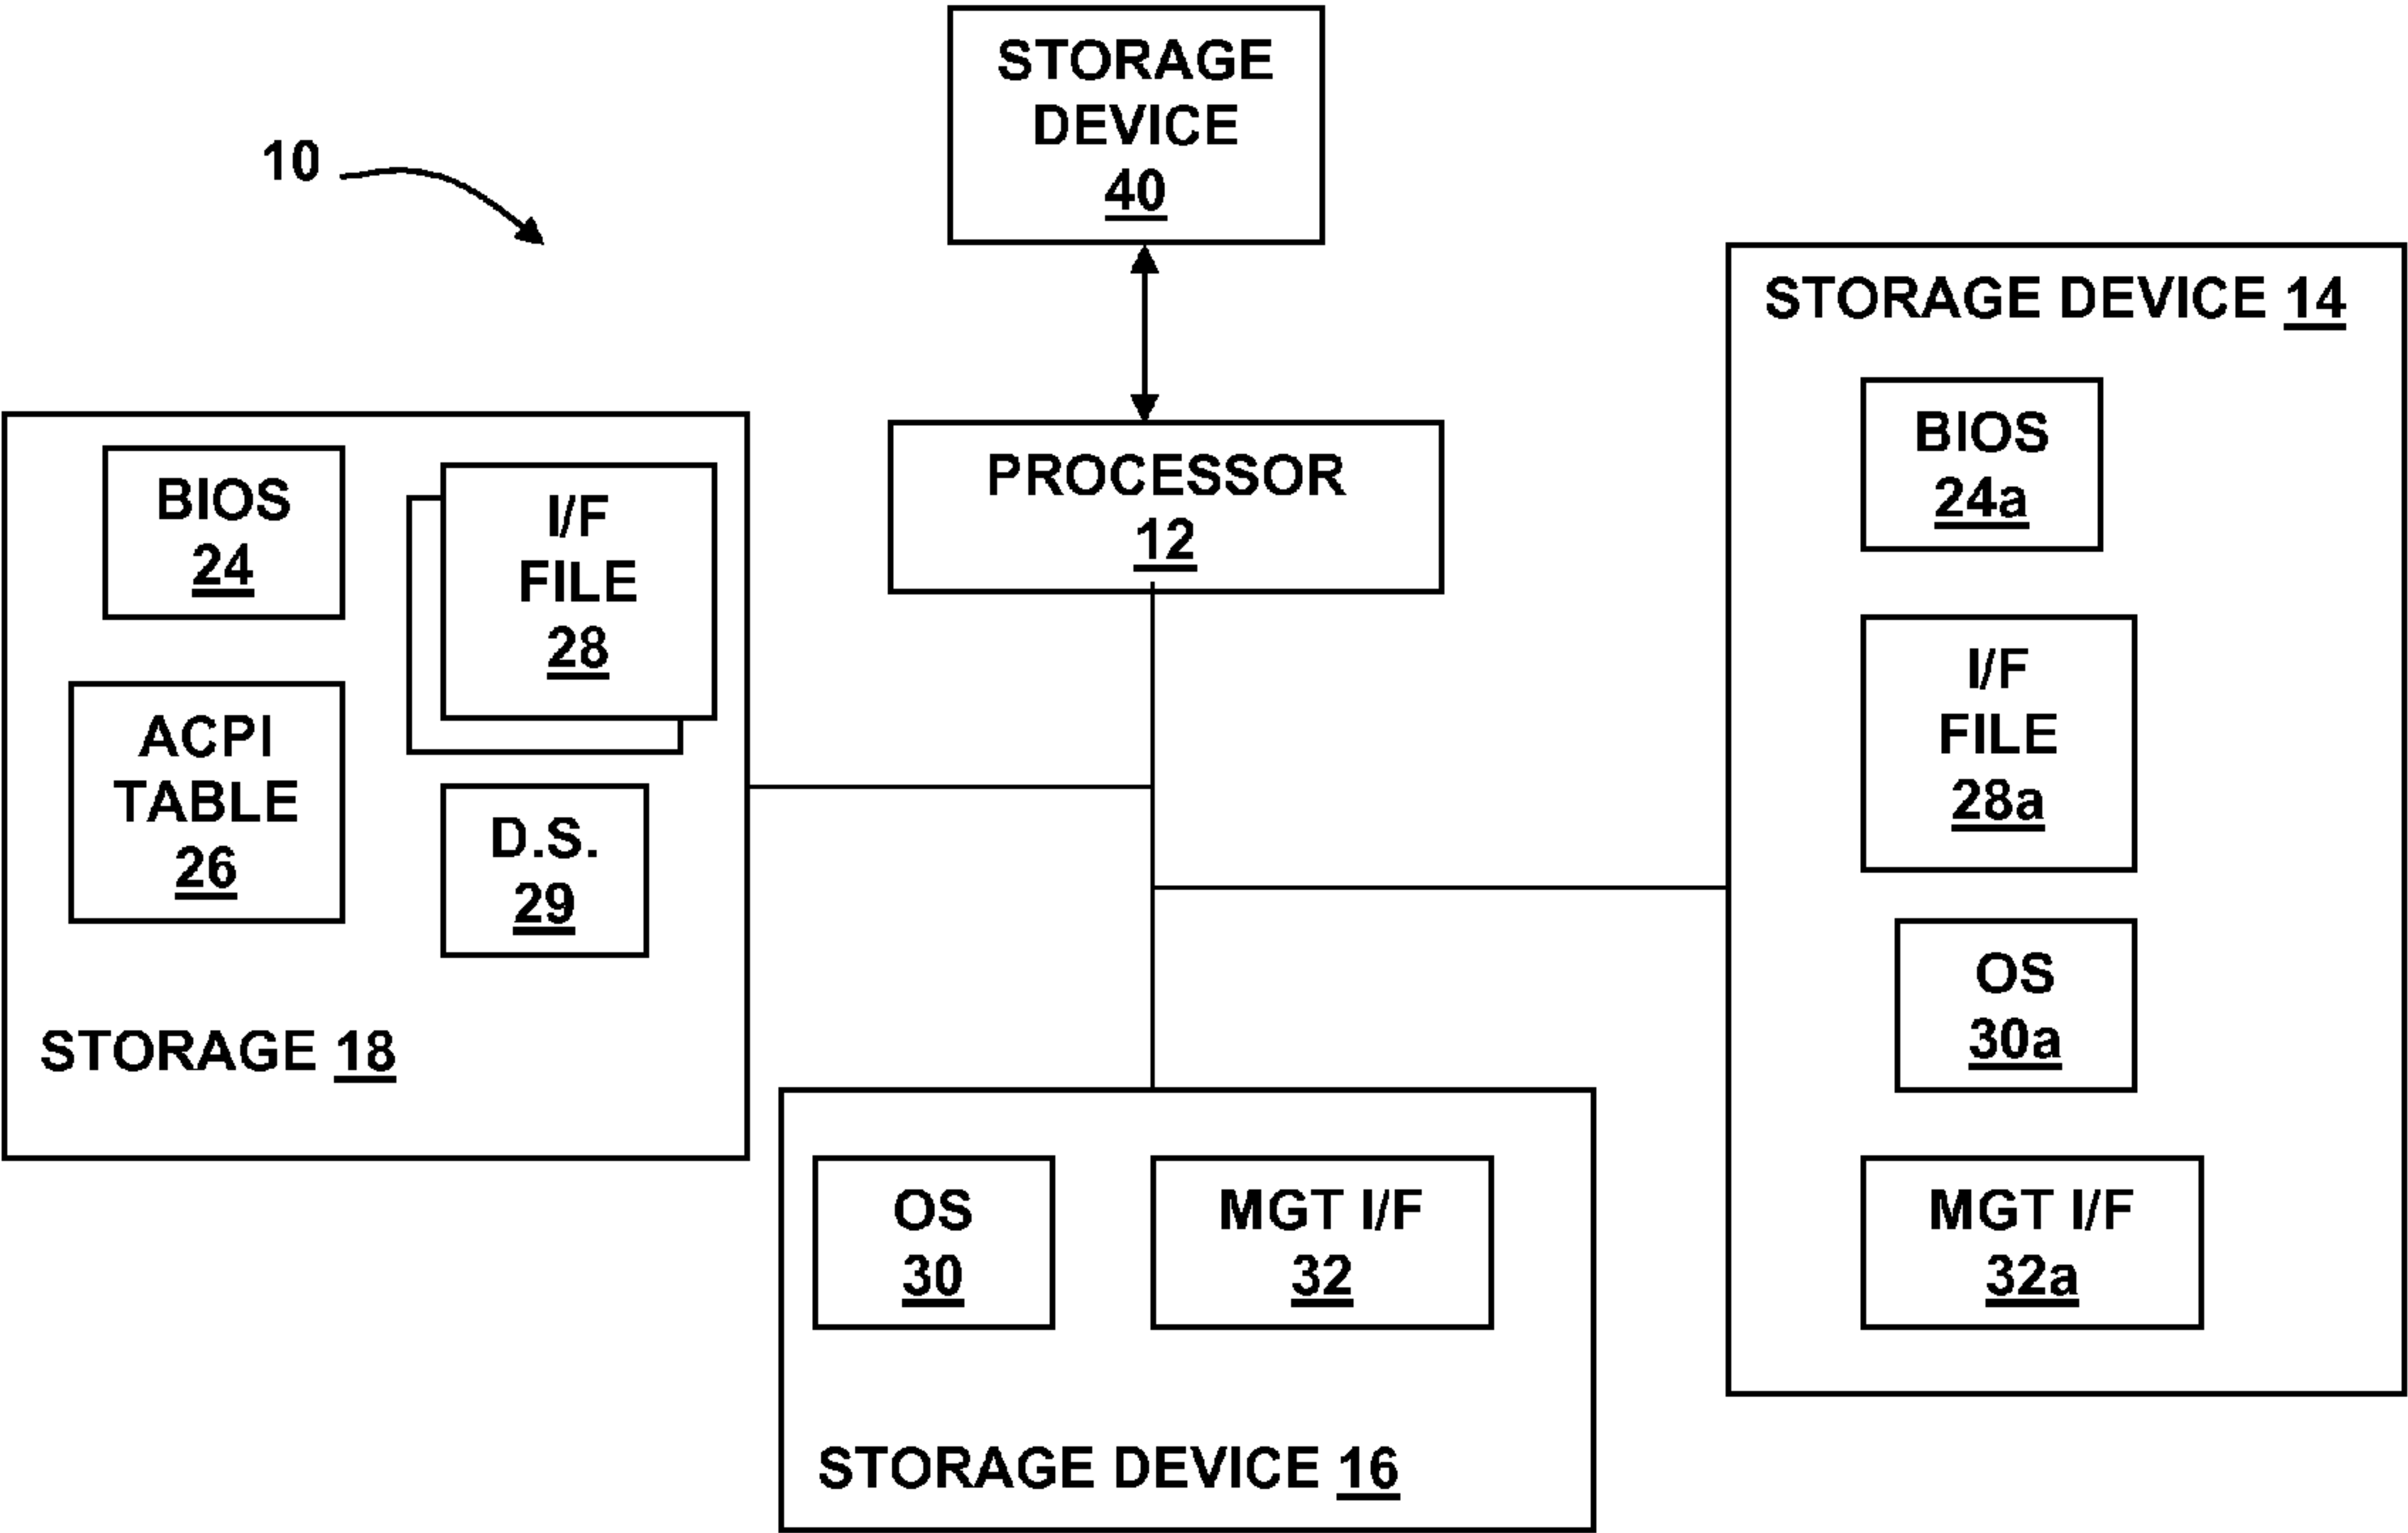 STORAGE
DEVICE
40
10
STORAGE DEVICE 14
BIOS
24a
I/F
FILE
28a
OS
30a
MGT I/F
32a
PROCESSOR
12
BIOS
24
I/F
FILE
28
ACPI
TABLE
26
D.S.
29
STORAGE 18
OS
30
MGT I/F
32
STORAGE DEVICE 16